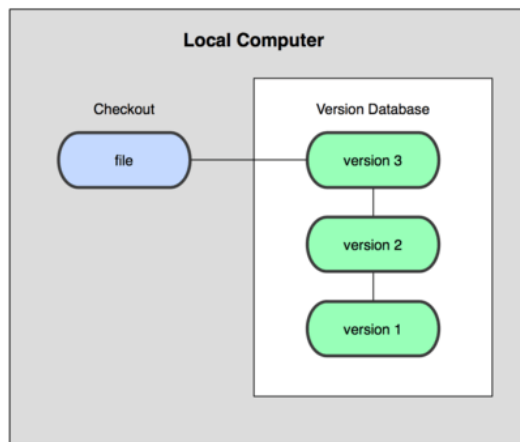 Local Computer
Checkout
Version Database
file
version 3
version 2
version 1